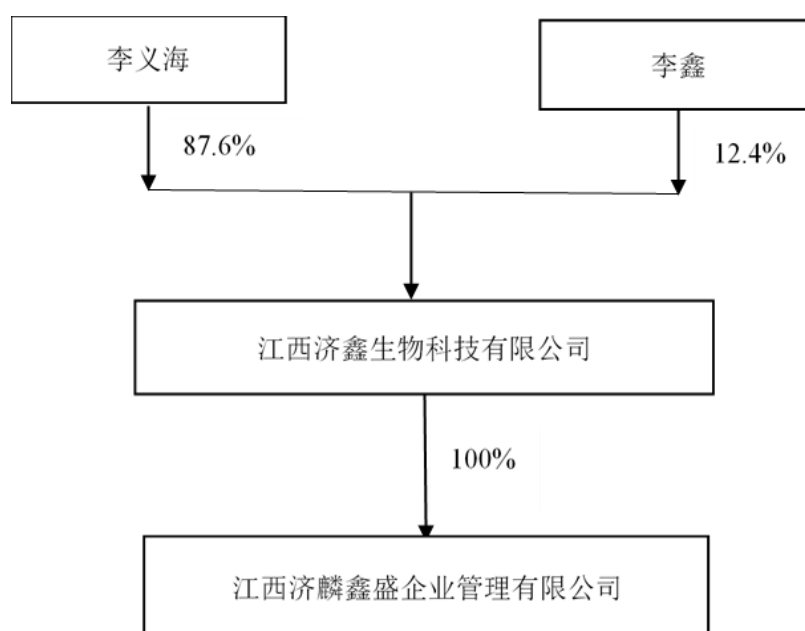 李义海
李鑫
87.6%
12.4%
江西济鑫生物科技有限公司
100%
江西济麟鑫盛企业管理有限公司